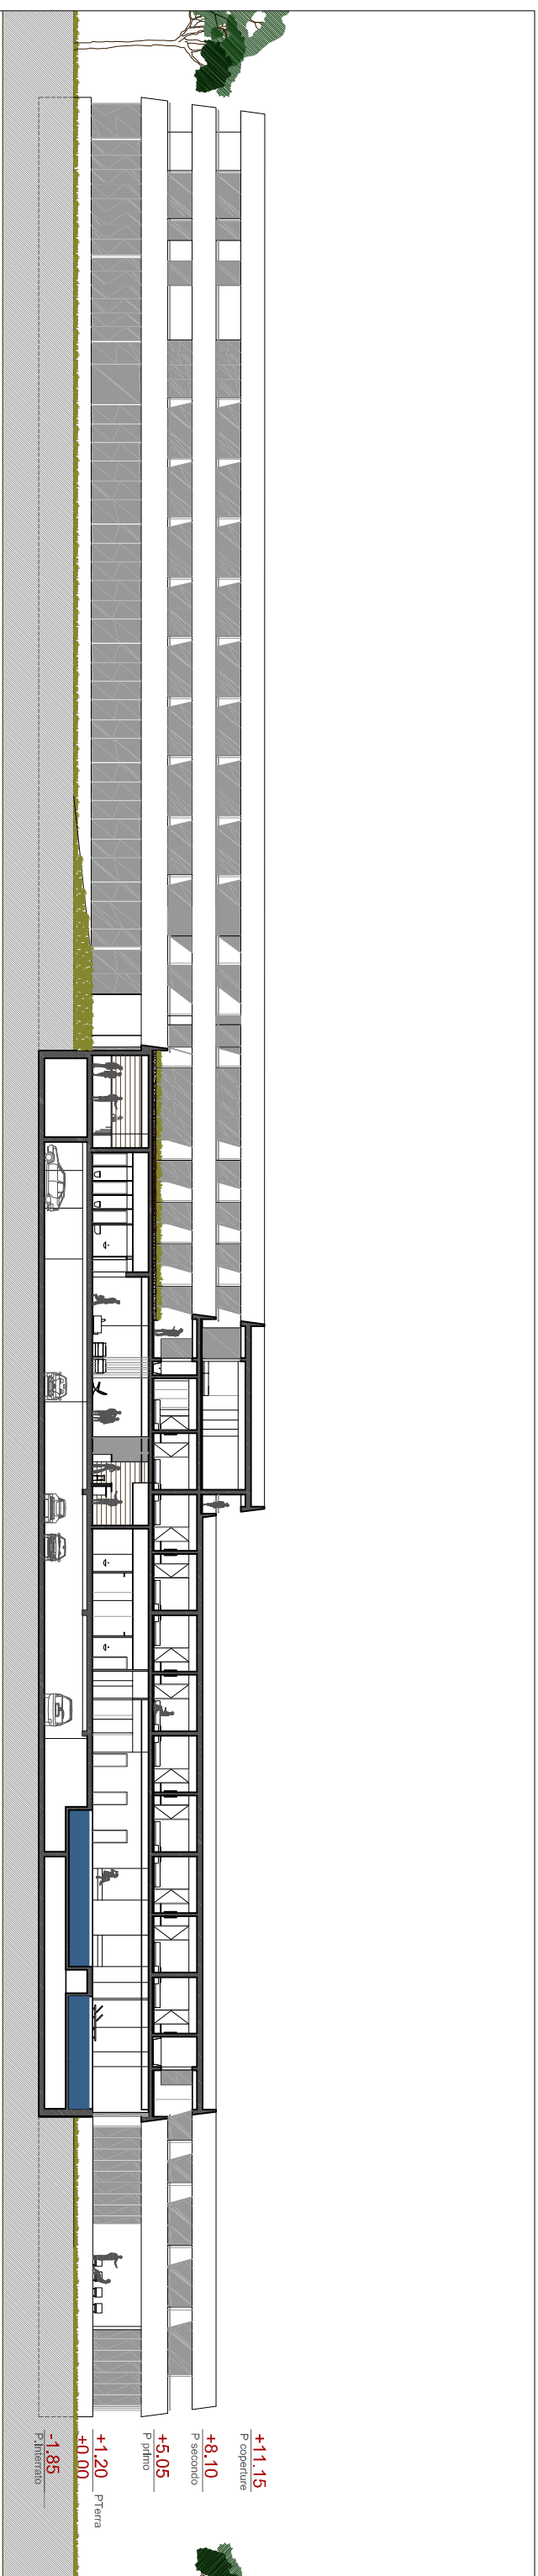 +11.15
P coperture
+8.10
P secondo
+5.05
P primo
+1.20
PTerra
+0.00
-1.85
P.Interrato